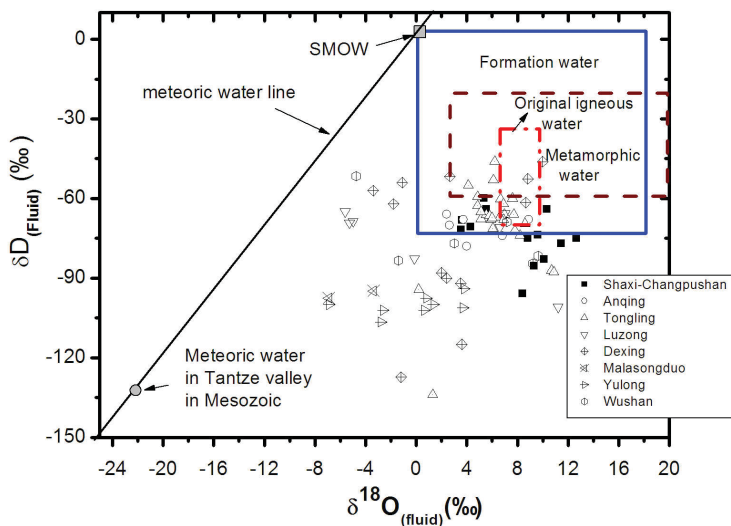 0
-30
-60
-90
-120
-150
δD(Fluid) (‰)
SMOW
meteoric water line
Formation water
Original igneous
water
Metamorphic
water
Meteoric water
in Tantze valley
in Mesozoic
Shaxi-Changpushan
Anqing
Tongling
Luzong
Dexing
Malasongduo
Yulong
Wushan
-24 -20 -16 -12 -8 -4 0 4 8 12 16 20
δ18O(fluid)(‰)